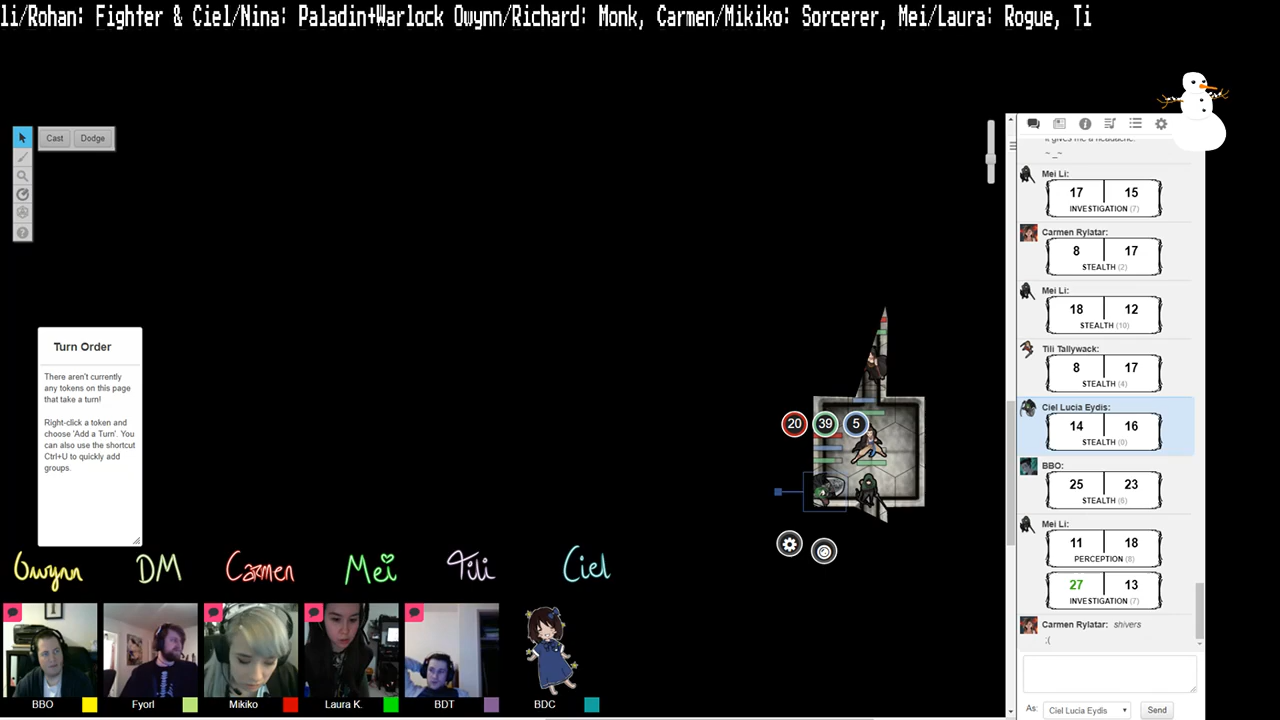 li/Rohan: Fighter & Ciel/Nina: Paladin+Warlock Owynn/Richard: Monk, Carmen/Mikiko: Sorcerer, Mei/Laura: Rogue, Ti
Cast Dodge
it gives me a headache.
~_~
Mei Li:
17 15
INVESTIGATION (7)
Carmen Rylatar:
8 17
STEALTH (2)
Mei Li:
18 12
STEALTH (10)
Tili Tallywack:
8 17
STEALTH (4)
Ciel Lucia Eydis:
14 16
STEALTH (0)
BBO:
25 23
STEALTH (6)
Mei Li:
11 18
PERCEPTION (8)
27 13
INVESTIGATION (7)
Carmen Rylatar: shivers
:(
As: Ciel Lucia Eydis Send
Turn Order
There aren't currently
any tokens on this page
that take a turn!
Right-click a token and
choose 'Add a Turn'. You
can also use the shortcut
Ctrl+U to quickly add
groups.
20 39 5
Owynn DM Carmen Mei Tili Ciel
BBO Fyorl Mikiko Laura K. BDT BDC